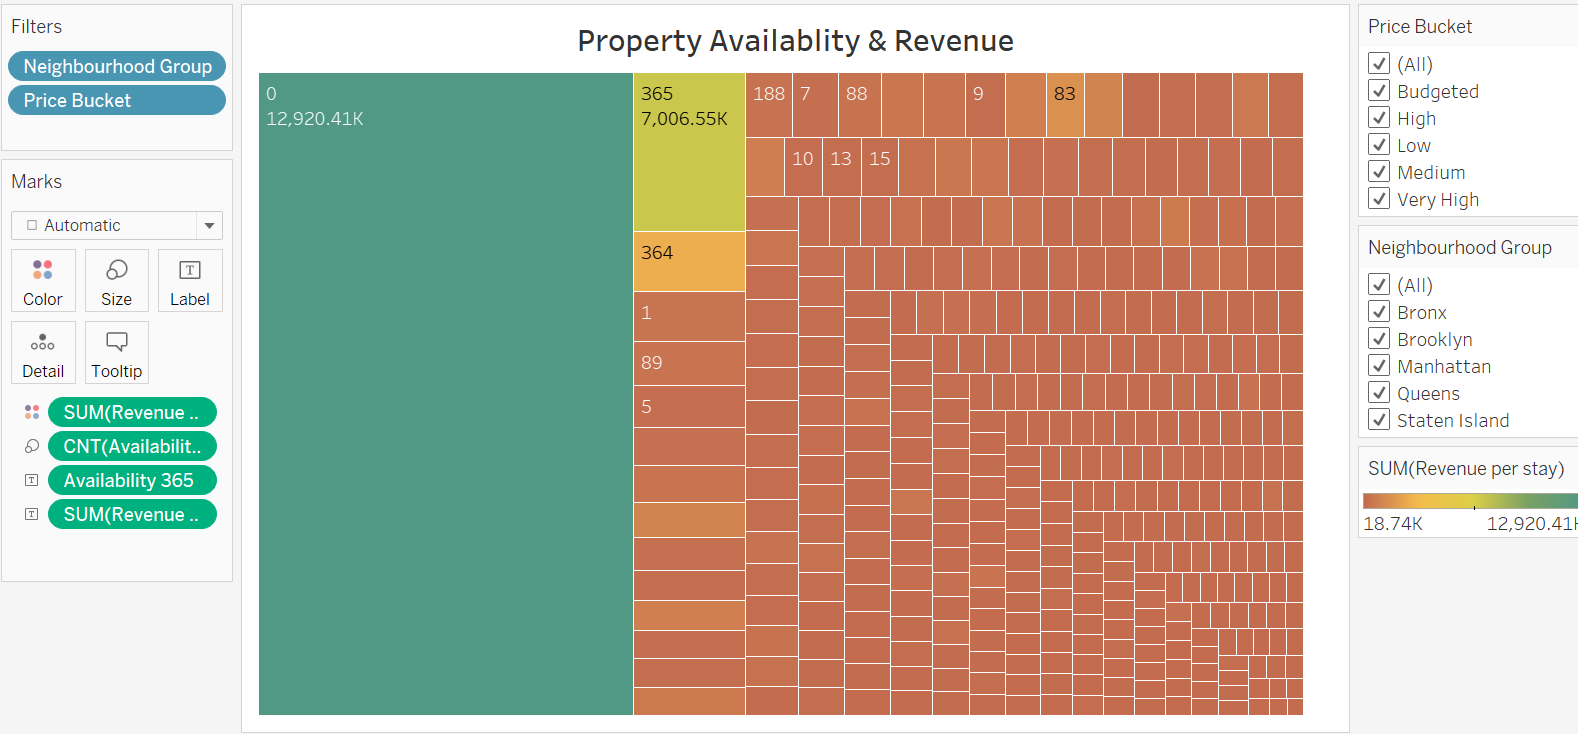 Filters
Neighbourhood Group
Price Bucket
Marks
Automatic
Color
Size
Label
Detail
Tooltip
SUM(Revenue ..
CNT(Availabilit..
Availability 365
SUM(Revenue ..
Property Availablity & Revenue
0
12,920.41K
365
7,006.55K
364
1
89
5
188
7
88
9
83
10
13
15
Price Bucket
(All)
Budgeted
High
Low
Medium
Very High
Neighbourhood Group
(All)
Bronx
Brooklyn
Manhattan
Queens
Staten Island
SUM(Revenue per stay)
18.74K
12,920.41K